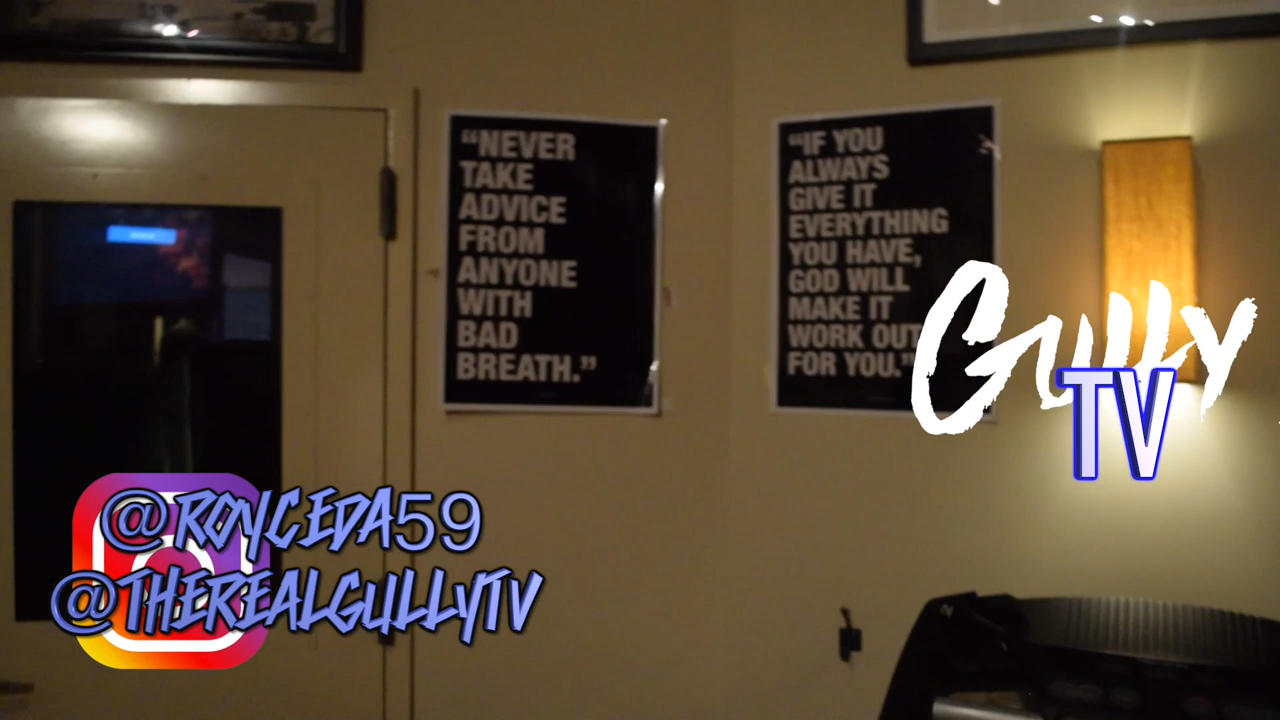 “NEVER
TAKE
ADVICE
FROM
ANYONE
WITH
BAD
BREATH.”
“IF YOU
ALWAYS
GIVE IT
EVERYTHING
YOU HAVE,
GOD WILL
MAKE IT
WORK OUT
FOR YOU.”
Gully
TV
@ROYCEDA59
@THEREALGULLYTV